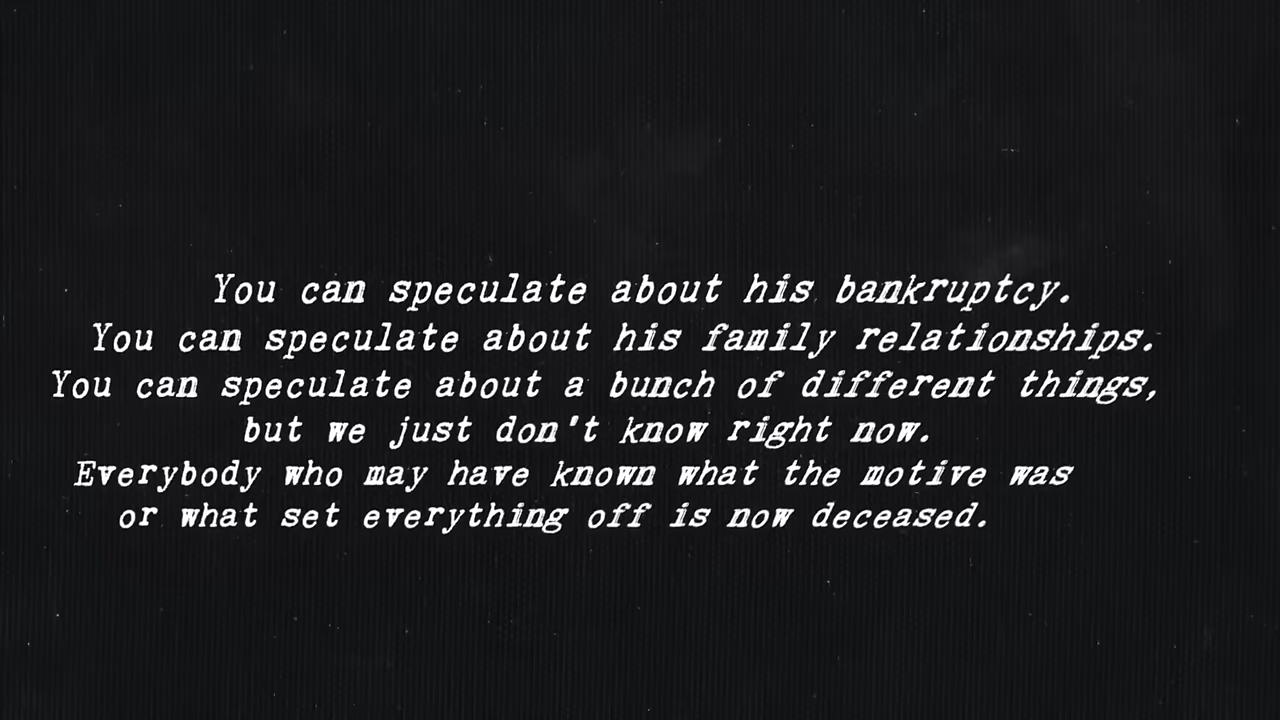 You can speculate about his bankruptcy.
You can speculate about his family relationships.
You can speculate about a bunch of different things,
but we just don't know right now.
Everybody who may have known what the motive was
or what set everything off is now deceased.